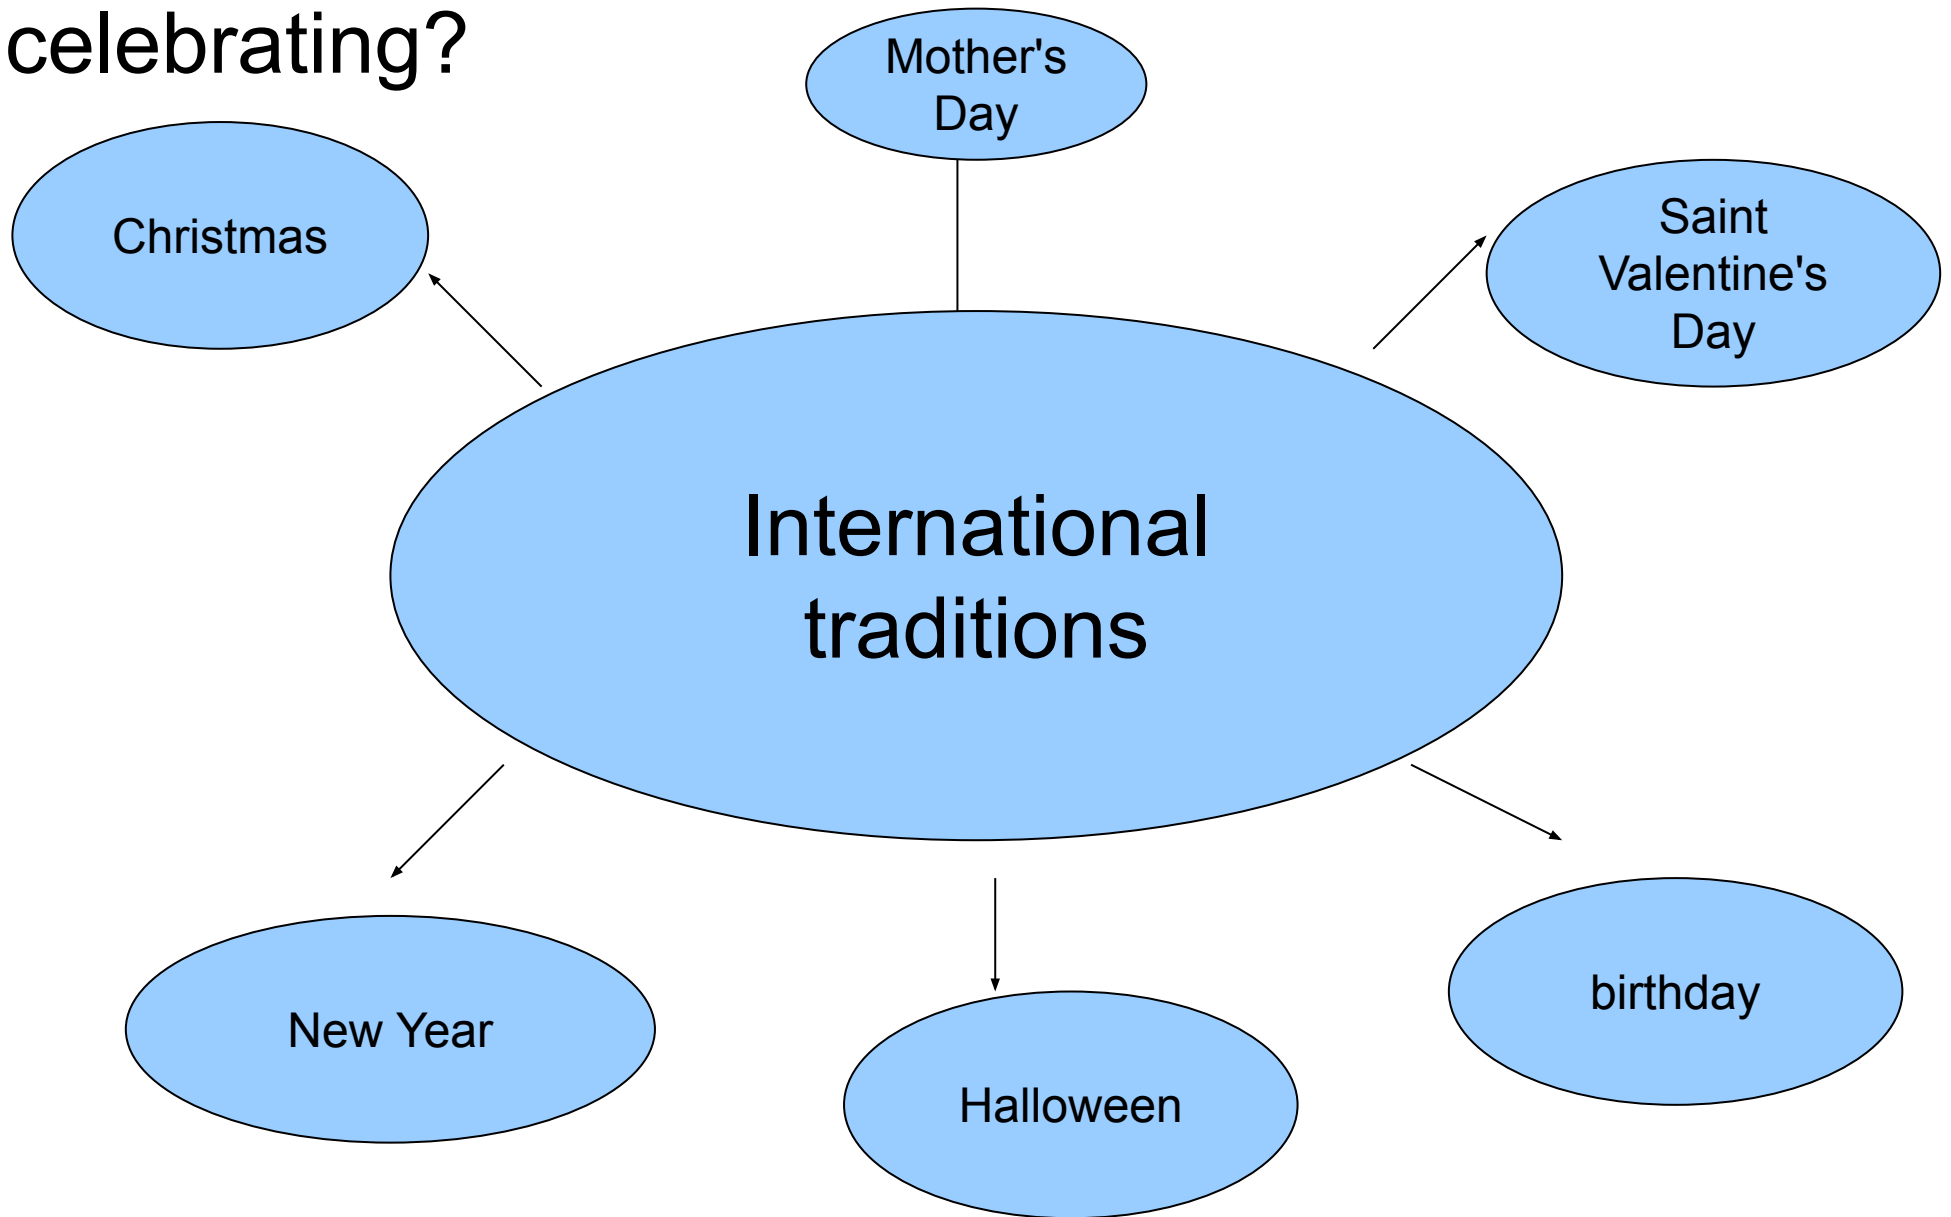 celebrating?
Mother's
Day
Christmas
Saint
Valentine's
Day
International
traditions
New Year
Halloween
birthday